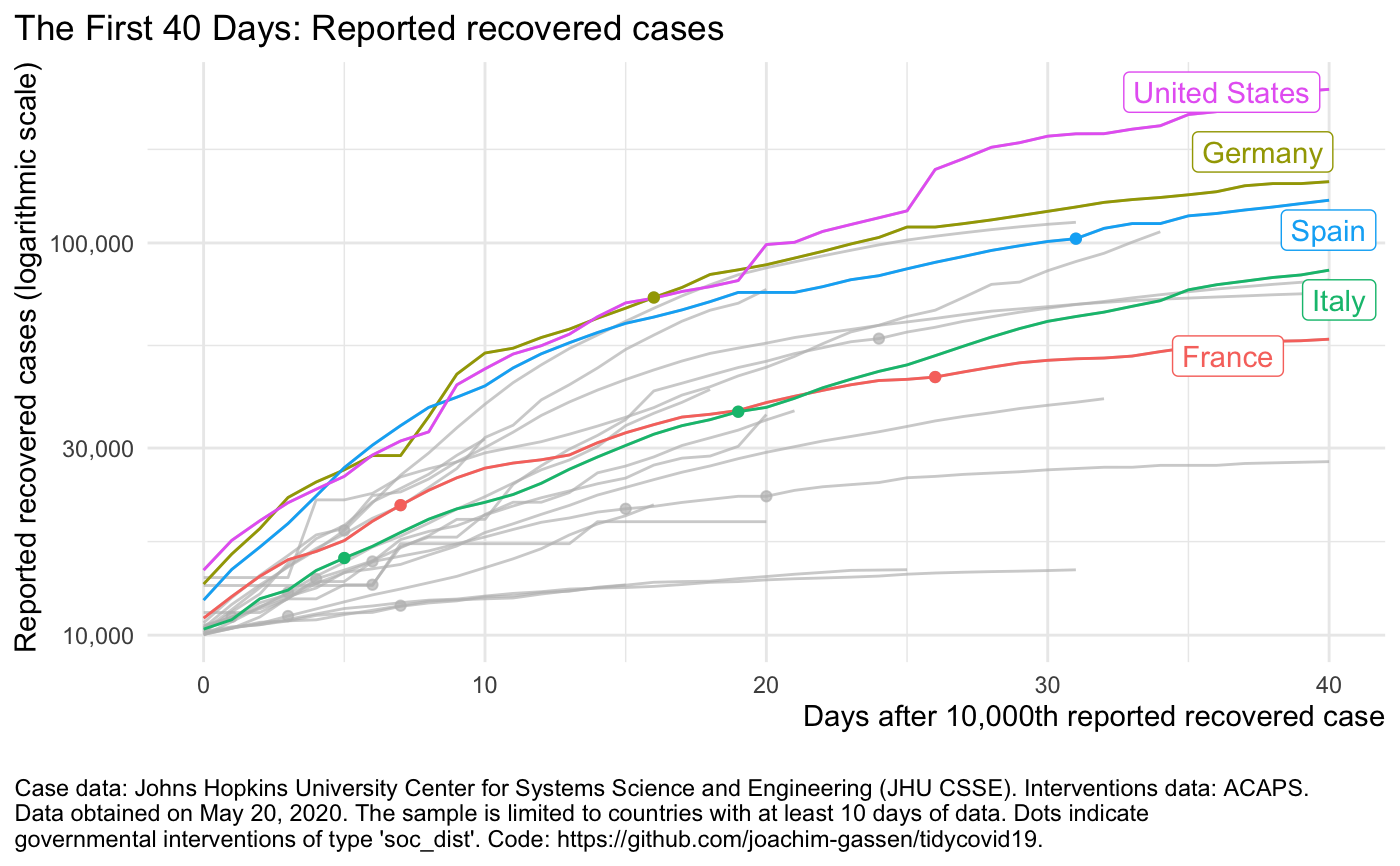 The First 40 Days: Reported recovered cases
Reported recovered cases (logarithmic scale)
United States
Germany
100,000
Spain
Italy
France
30,000
10,000
0 10 20 30 40
Days after 10,000th reported recovered case
Case data: Johns Hopkins University Center for Systems Science and Engineering (JHU CSSE). Interventions data: ACAPS.
Data obtained on May 20, 2020. The sample is limited to countries with at least 10 days of data. Dots indicate
governmental interventions of type 'soc_dist'. Code: https://github.com/joachim-gassen/tidycovid19.